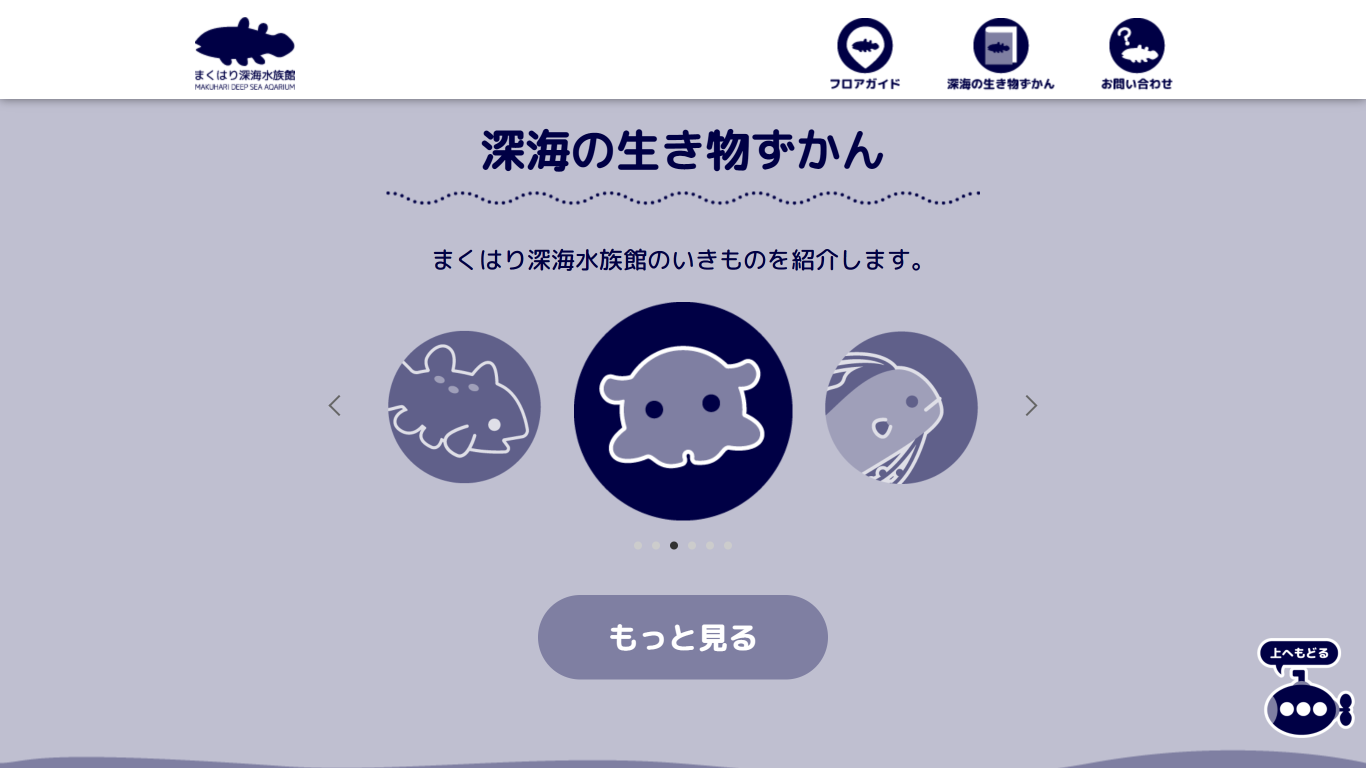 まくはり深海水族館
MAKUHARI DEEP SEA AQARIUM
フロアガイド
深海の生き物ずかん
お問い合わせ
深海の生き物ずかん
まくはり深海水族館のいきものを紹介します。
もっと見る
上へもどる